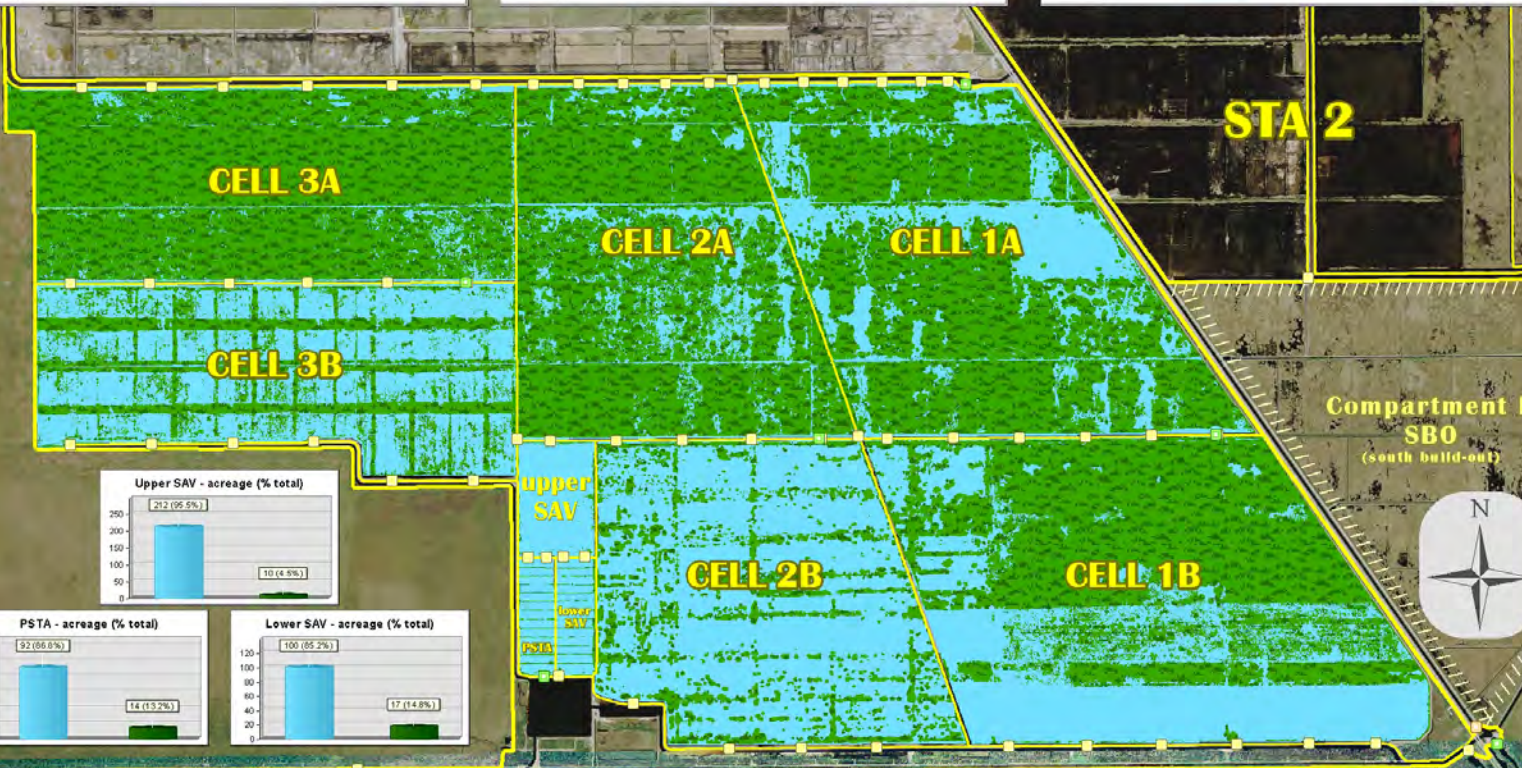 STA 2
CELL 3A
CELL 2A
CELL 1A
CELL 3B
Compartment
SBO
(south build-out)
upper
SAV
CELL 2B
CELL 1B
lower
SAV
PSTA
N
Upper SAV - acreage (% total)
212 (95.5%)
250
200
150
100
50
0
10 (4.5%)
PSTA - acreage (% total)
92 (86.8%)
14 (13.2%)
Lower SAV - acreage (% total)
100 (85.2%)
120
100
80
60
40
20
0
17 (14.8%)